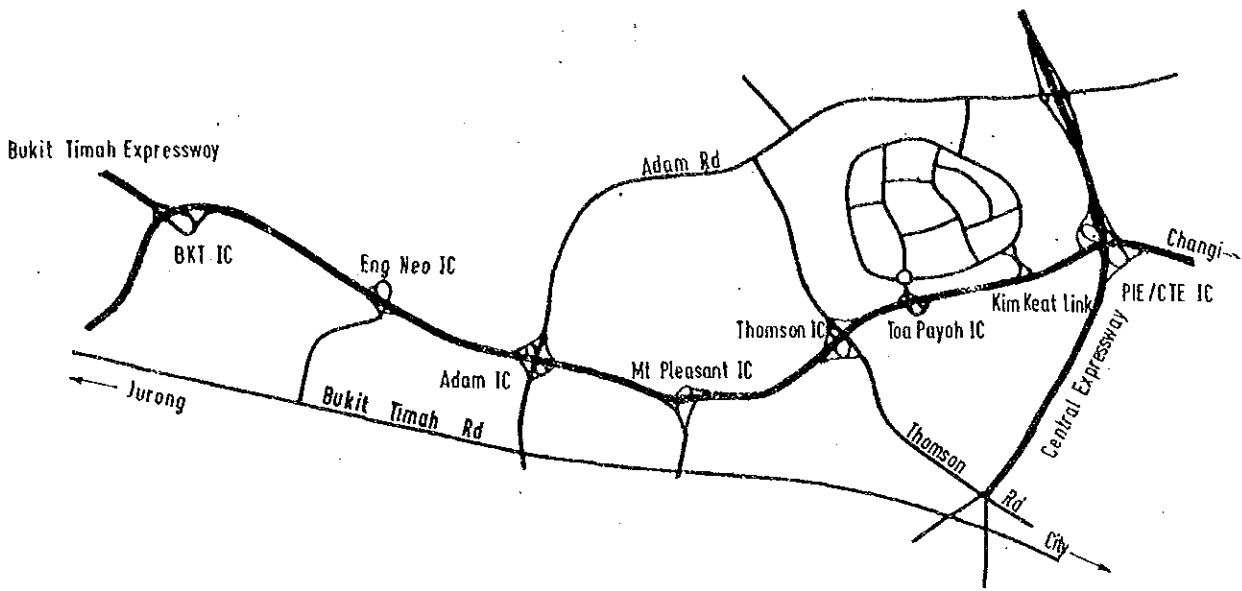 Bukit Timah Expressway
Adam Rd
BKT IC
Changi
Eng Neo IC
Kim Keat Link
PIE/CTE IC
Thomson IC
Toa Payoh IC
Adam IC
Mt Pleasant IC
Jurong
Bukit Timah Rd
Central Expressway
Thomson Rd
City